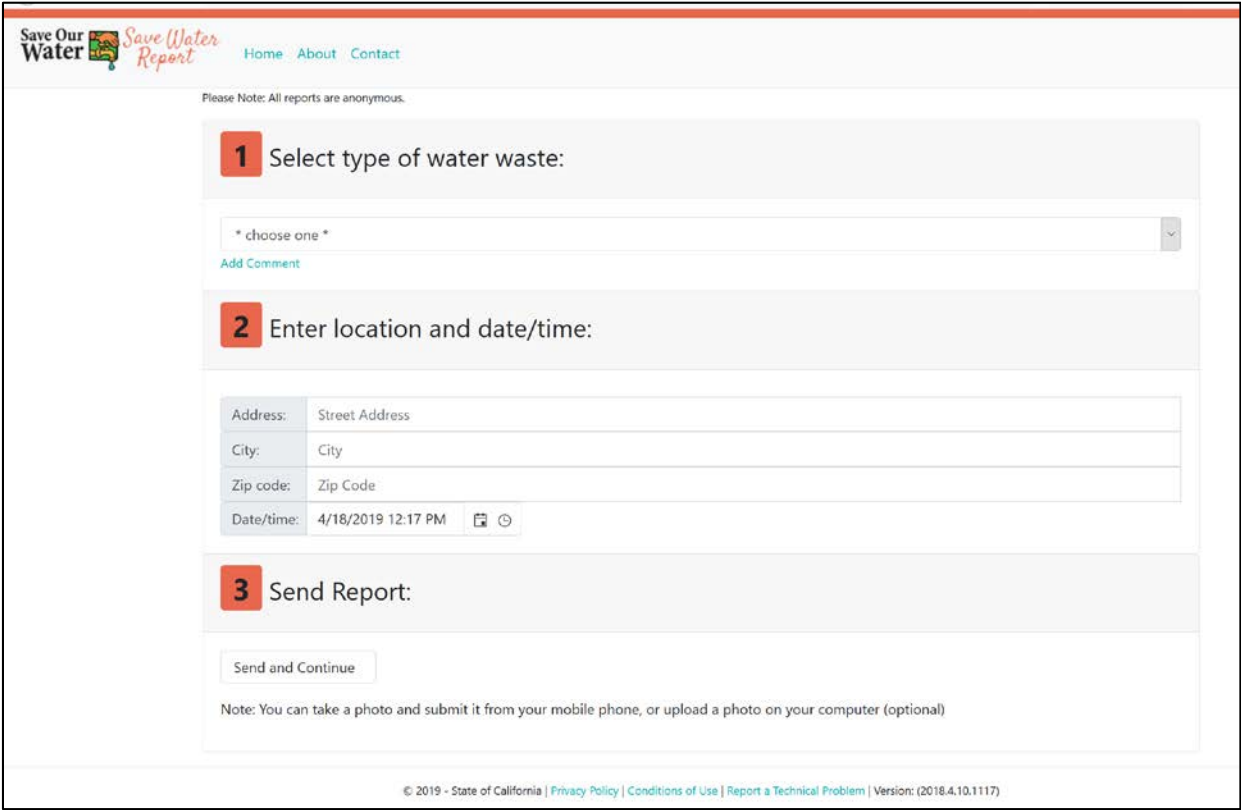 Save Our
Water
Save Water
Report
Home About Contact
Please Note: All reports are anonymous.
1 Select type of water waste:
* choose one *
Add Comment
2 Enter location and date/time:
Address: Street Address
City: City
Zip code: Zip Code
Date/time: 4/18/2019 12:17 PM
3 Send Report:
Send and Continue
Note: You can take a photo and submit it from your mobile phone, or upload a photo on your computer (optional)
© 2019 - State of California | Privacy Policy | Conditions of Use | Report a Technical Problem | Version: (2018.4.10.1117)